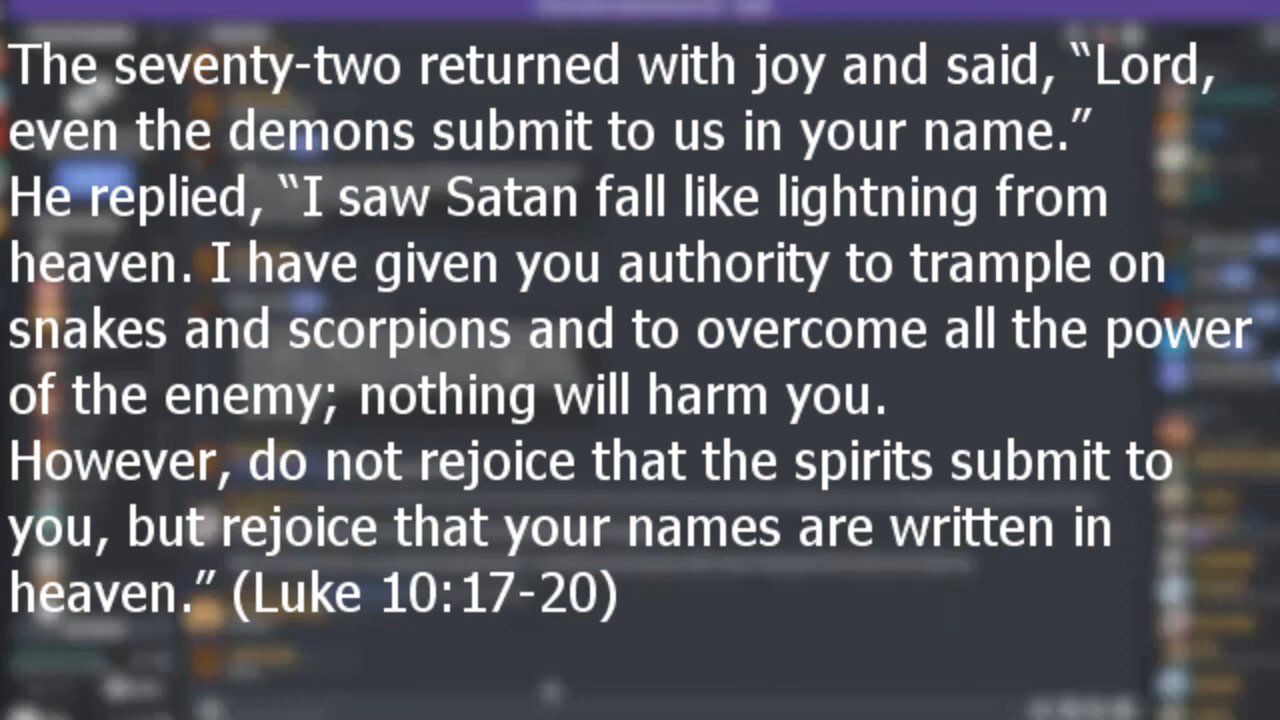 The seventy-two returned with joy and said, “Lord,
even the demons submit to us in your name.”
He replied, “I saw Satan fall like lightning from
heaven. I have given you authority to trample on
snakes and scorpions and to overcome all the power
of the enemy; nothing will harm you.
However, do not rejoice that the spirits submit to
you, but rejoice that your names are written in
heaven.” (Luke 10:17-20)